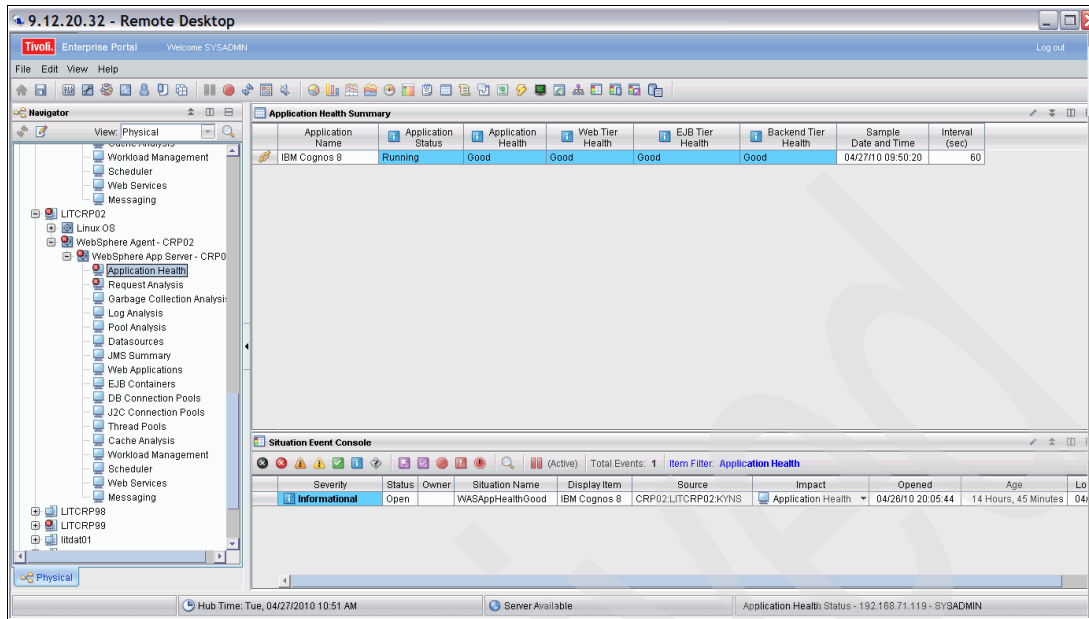 9.12.20.32 - Remote Desktop
Tivoli. Enterprise Portal Welcome SYSADMIN Log out
File Edit View Help
Navigator
View: Physical
Cache Analysis
Workload Management
Scheduler
Web Services
Messaging
LITCRP02
Linux OS
WebSphere Agent - CRP02
WebSphere App Server - CRP0
Application Health
Request Analysis
Garbage Collection Analysis
Log Analysis
Pool Analysis
Datasources
JMS Summary
Web Applications
EJB Containers
DB Connection Pools
J2C Connection Pools
Thread Pools
Cache Analysis
Workload Management
Scheduler
Web Services
Messaging
LITCRP98
LITCRP99
litdat01
Physical
Application Health Summary
Application Name Application Status Application Health Web Tier Health EJB Tier Health Backend Tier Health Sample Date and Time Interval (sec)
IBM Cognos 8 Running Good Good Good Good 04/27/10 09:50:20 60
Situation Event Console
(Active) Total Events: 1 Item Filter: Application Health
Severity Status Owner Situation Name Display Item Source Impact Opened Age Lo
Informational Open WASAppHealthGood IBM Cognos 8 CRP02:LITCRP02:KYNS Application Health 04/26/10 20:05:44 14 Hours, 45 Minutes 04/
Hub Time: Tue, 04/27/2010 10:51 AM Server Available Application Health Status - 192.168.71.119 - SYSADMIN